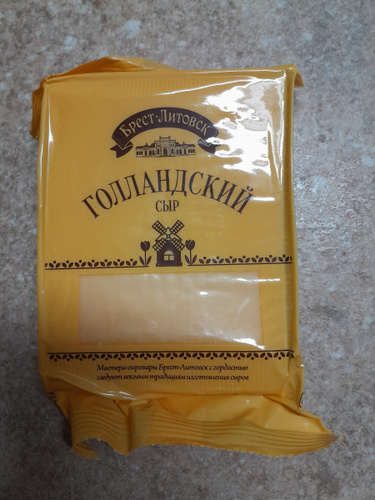 Брест-Литовск
ГОЛЛАНДСКИЙ
СЫР
Мастера-сыровары Брест-Литовск с гордостью
следуют вековым традициям изготовления сыров